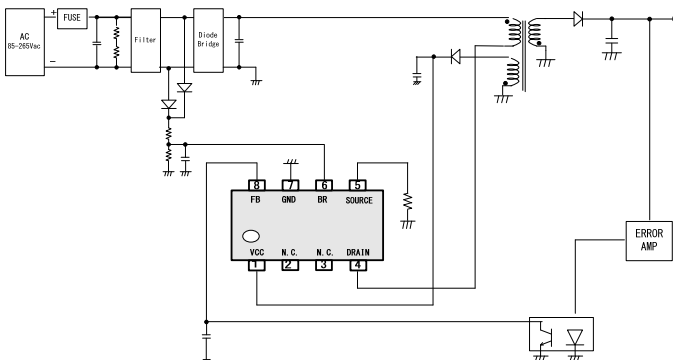 +
FUSE
AC
85-265Vac
-
Filter
Diode
Bridge
8 7 6 5
FB GND BR SOURCE
VCC N.C. N.C. DRAIN
1 2 3 4
ERROR
AMP